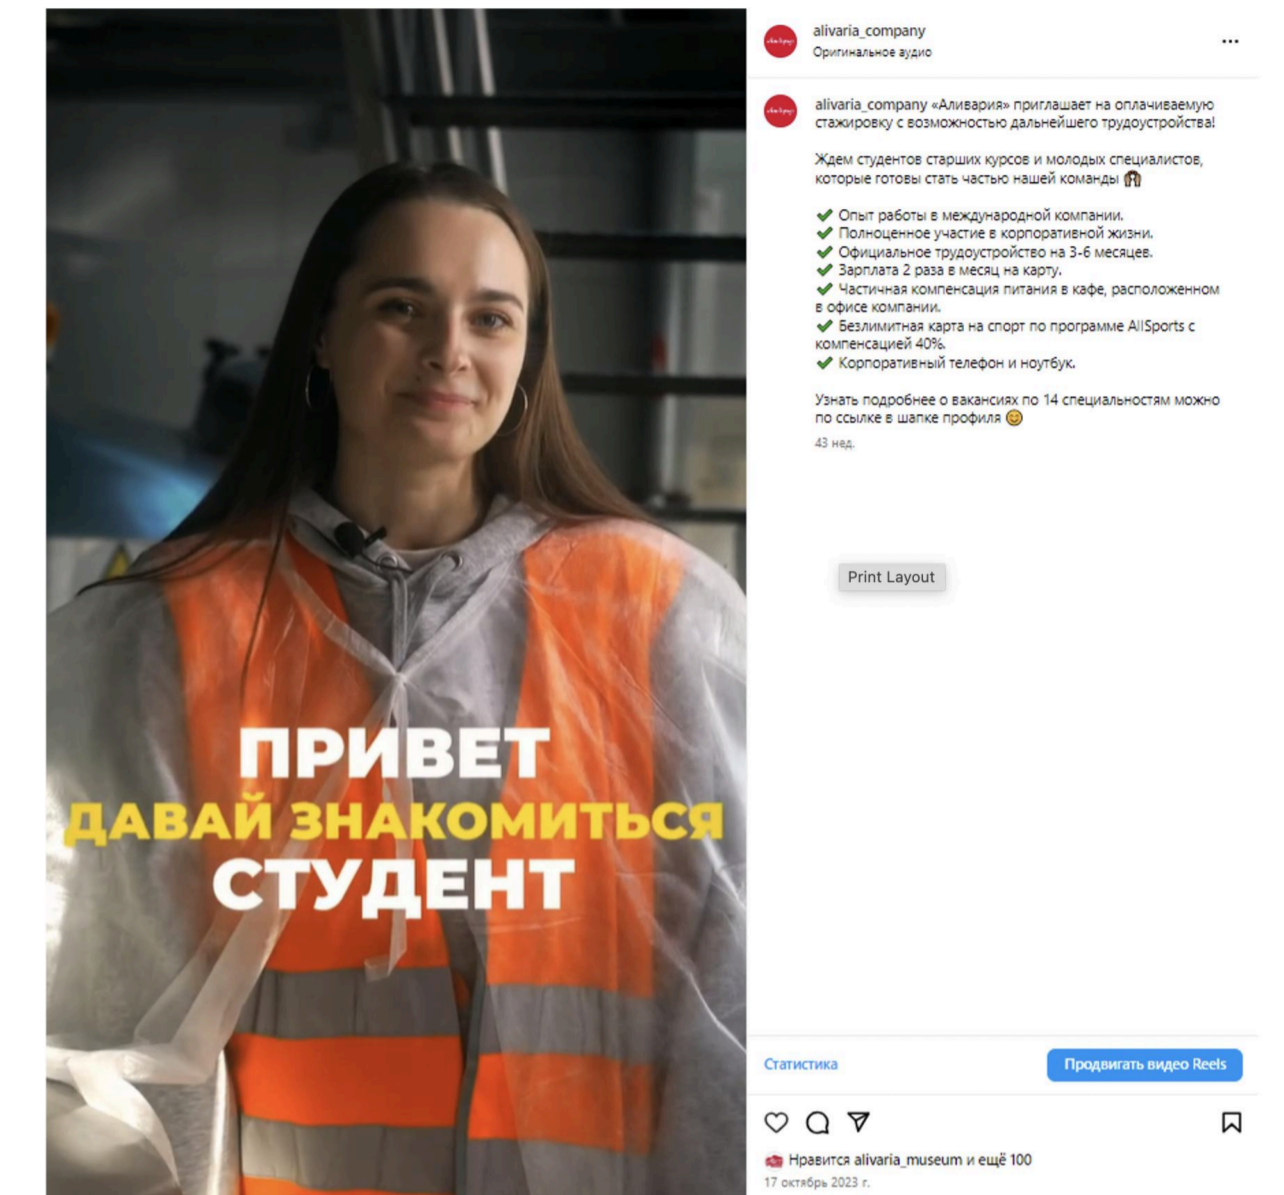 ПРИВЕТ
ДАВАЙ ЗНАКОМИТЬСЯ
СТУДЕНТ
alivaria_company
Оригинальное аудио
alivaria_company «Аливария» приглашает на оплачиваемую
стажировку с возможностью дальнейшего трудоустройства!
Ждем студентов старших курсов и молодых специалистов,
которые готовы стать частью нашей команды
Опыт работы в международной компании.
Полноценное участие в корпоративной жизни.
Официальное трудоустройство на 3-6 месяцев.
Зарплата 2 раза в месяц на карту.
Частичная компенсация питания в кафе, расположенном
в офисе компании.
Безлимитная карта на спорт по программе AllSports с
компенсацией 40%.
Корпоративный телефон и ноутбук.
Узнать подробнее о вакансиях по 14 специальностям можно
по ссылке в шапке профиля
43 нед.
Print Layout
Статистика
Продвигать видео Reels
Нравится alivaria_museum и ещё 100
17 октябрь 2023 г.